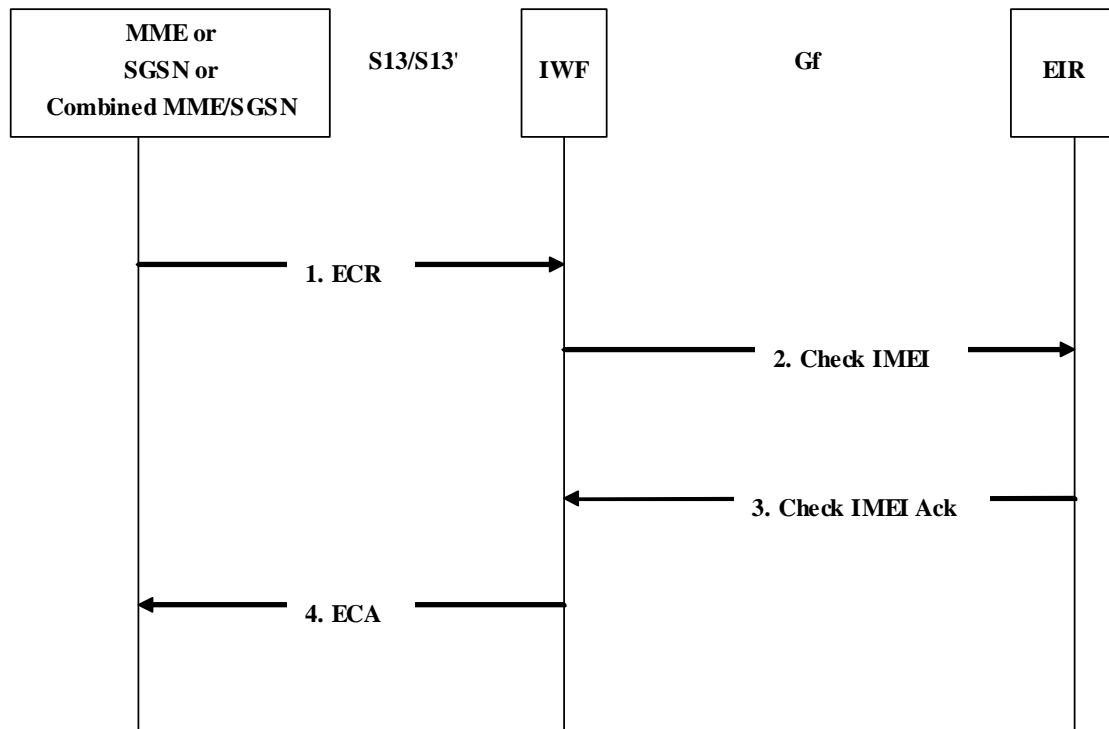 MME or
SGSN or
Combined MME/SGSN
S13/S13'
IWF
Gf
EIR
1. ECR
2. Check IMEI
3. Check IMEI Ack
4. ECA